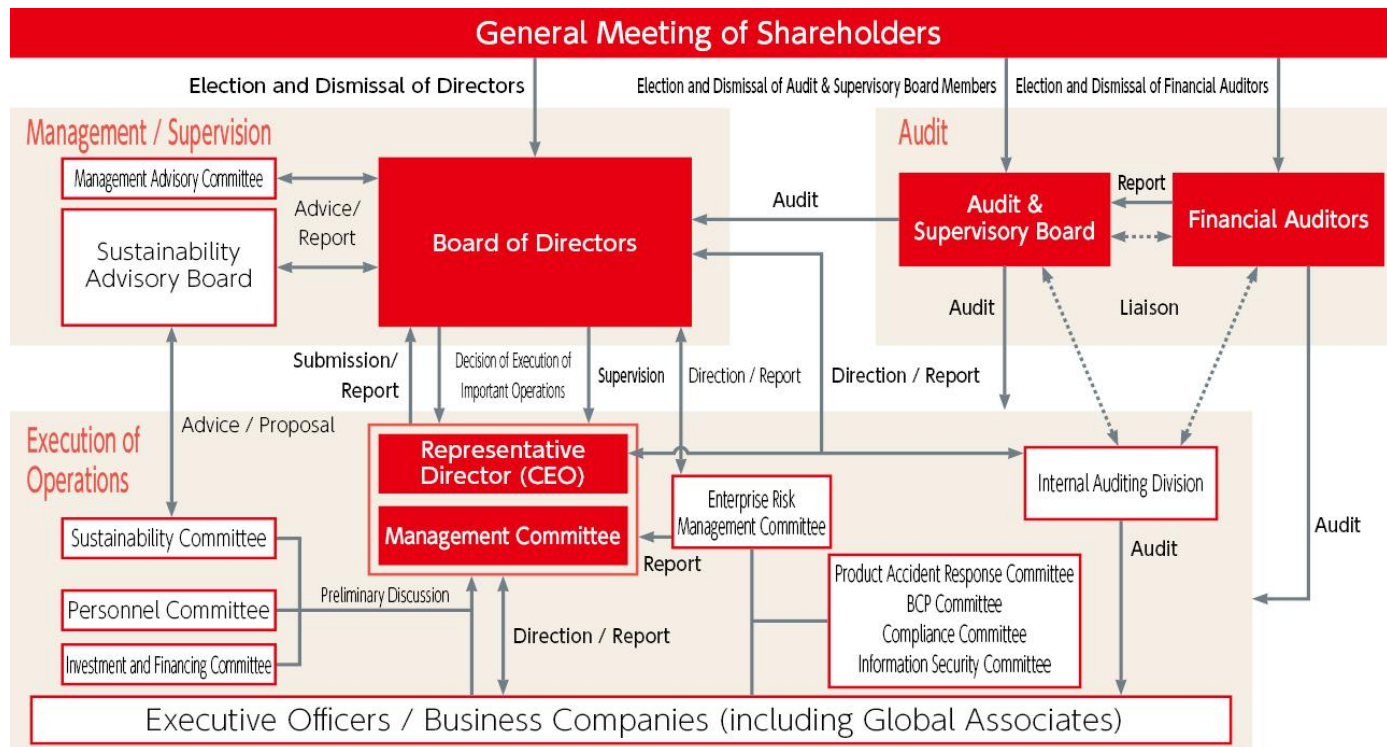 General Meeting of Shareholders
Election and Dismissal of Directors
Election and Dismissal of Audit & Supervisory Board Members
Election and Dismissal of Financial Auditors
Management / Supervision
Management Advisory Committee
Advice/
Report
Sustainability
Advisory Board
Board of Directors
Audit
Audit
Audit &
Supervisory Board
Report
Financial Auditors
Audit
Liaison
Submission/
Report
Decision of Execution of
Important Operations
Supervision
Direction / Report
Direction / Report
Advice / Proposal
Execution of
Operations
Representative
Director (CEO)
Management Committee
Enterprise Risk
Management Committee
Report
Internal Auditing Division
Audit
Audit
Sustainability Committee
Personnel Committee
Investment and Financing Committee
Preliminary Discussion
Direction / Report
Product Accident Response Committee
BCP Committee
Compliance Committee
Information Security Committee
Executive Officers / Business Companies (including Global Associates)